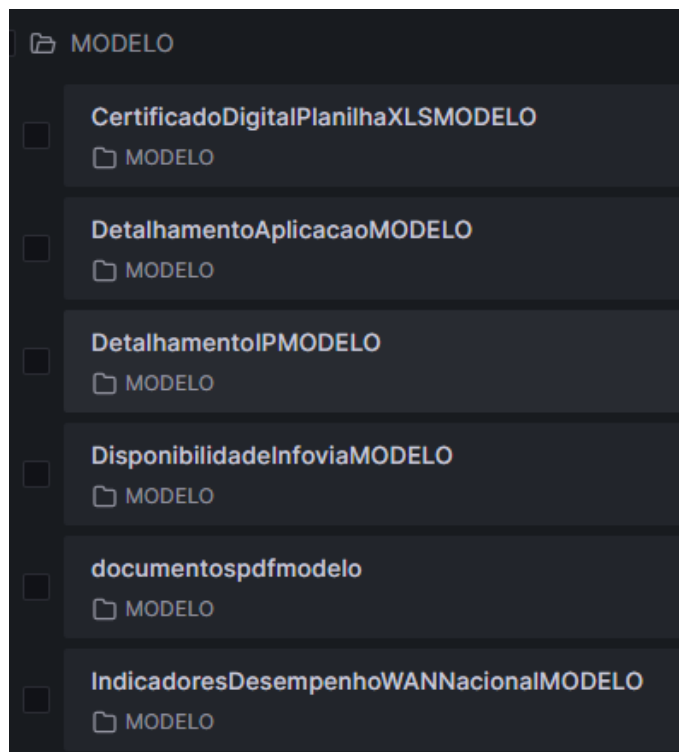 MODELO
CertificadoDigitalPlanilhaXLSMODELO
MODELO
DetalhamentoAplicacaoMODELO
MODELO
DetalhamentoIPMODELO
MODELO
DisponibilidadeInfoviaMODELO
MODELO
documentospdfmodelo
MODELO
IndicadoresDesempenhoWANNacionalMODELO
MODELO